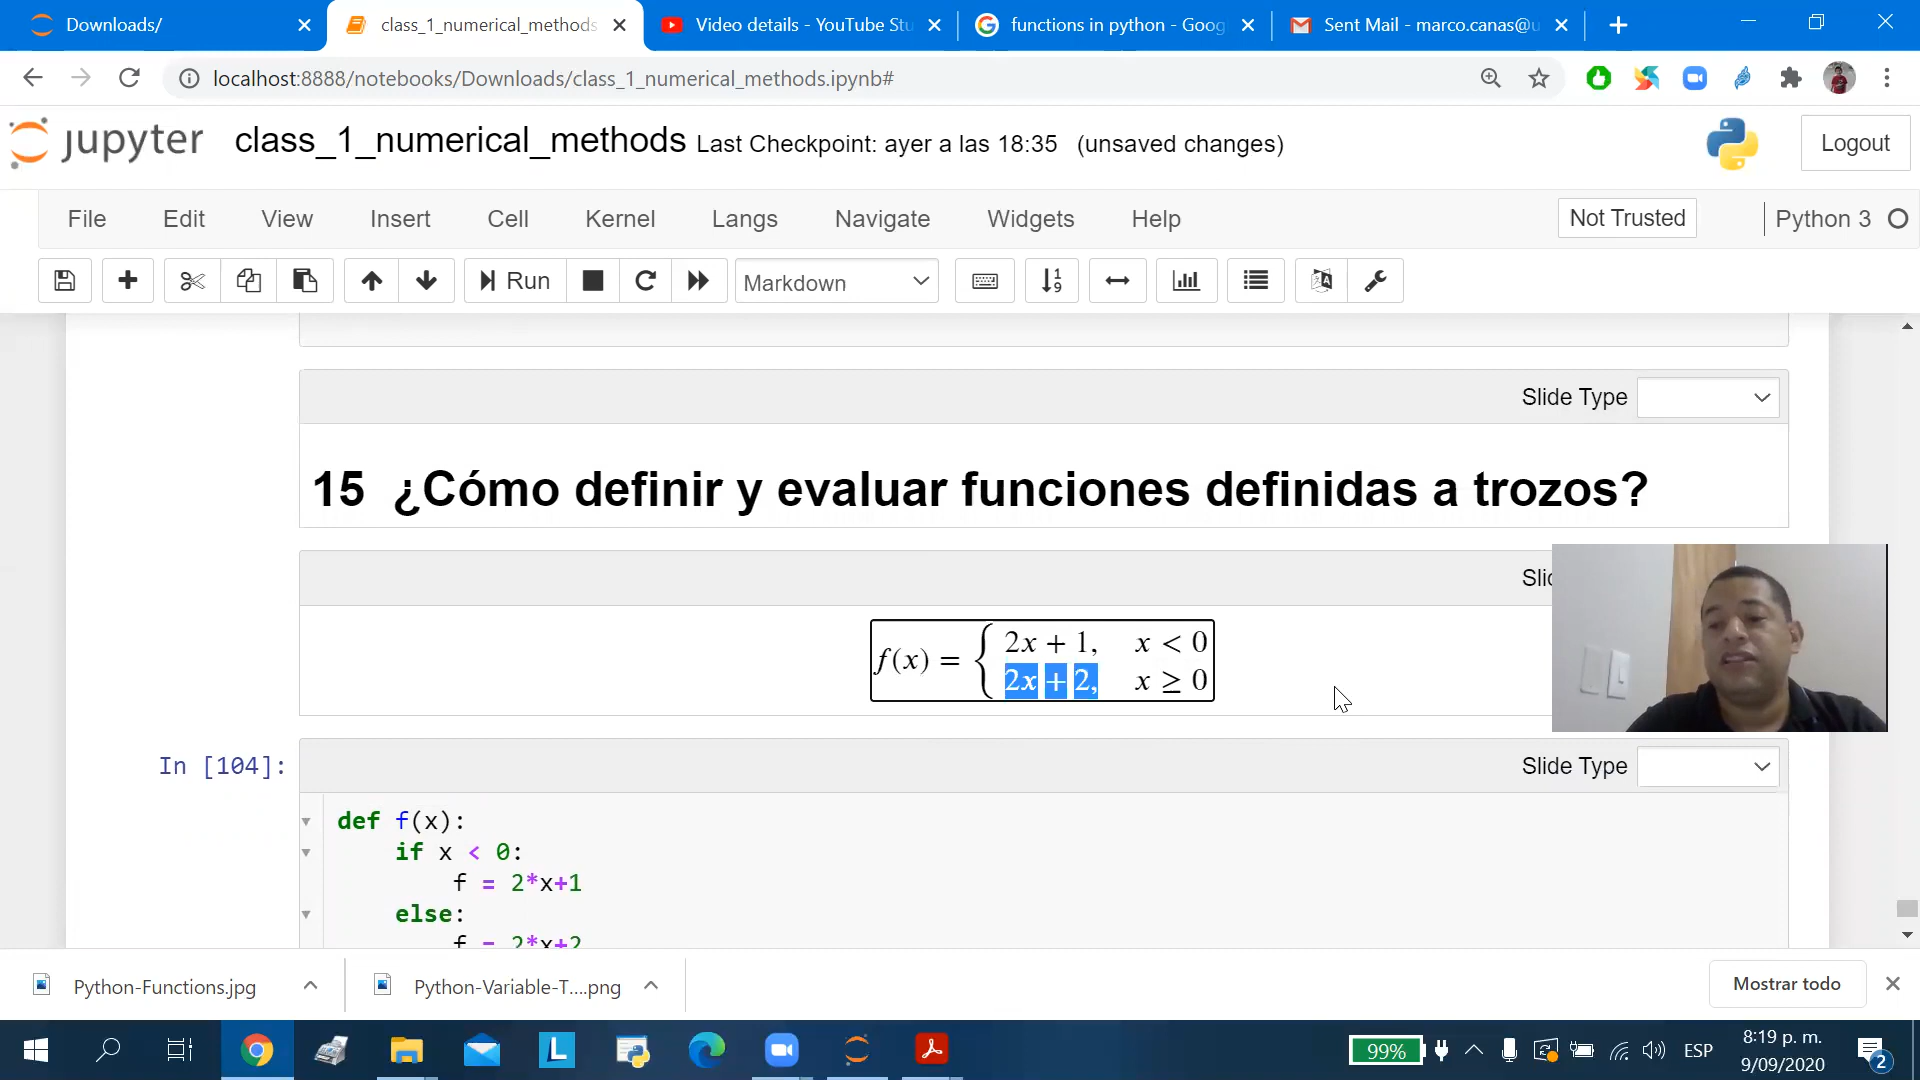 Downloads/
class_1_numerical_methods
Video details - YouTube Stu
functions in python - Goog
Sent Mail - marco.canas@u
localhost:8888/notebooks/Downloads/class_1_numerical_methods.ipynb#
jupyter
class_1_numerical_methods Last Checkpoint: ayer a las 18:35 (unsaved changes)
Logout
File Edit View Insert Cell Kernel Langs Navigate Widgets Help
Not Trusted
Python 3
Run
Markdown
Slide Type
15 ¿Cómo definir y evaluar funciones definidas a trozos?
Slid
f(x) = { 2x + 1, x < 0
2x + 2, x ≥ 0
In [104]:
Slide Type
def f(x):
if x < 0:
f = 2*x+1
else:
f = 2*x+2
Python-Functions.jpg
Python-Variable-T....png
Mostrar todo
99%
ESP
8:19 p. m.
9/09/2020
2